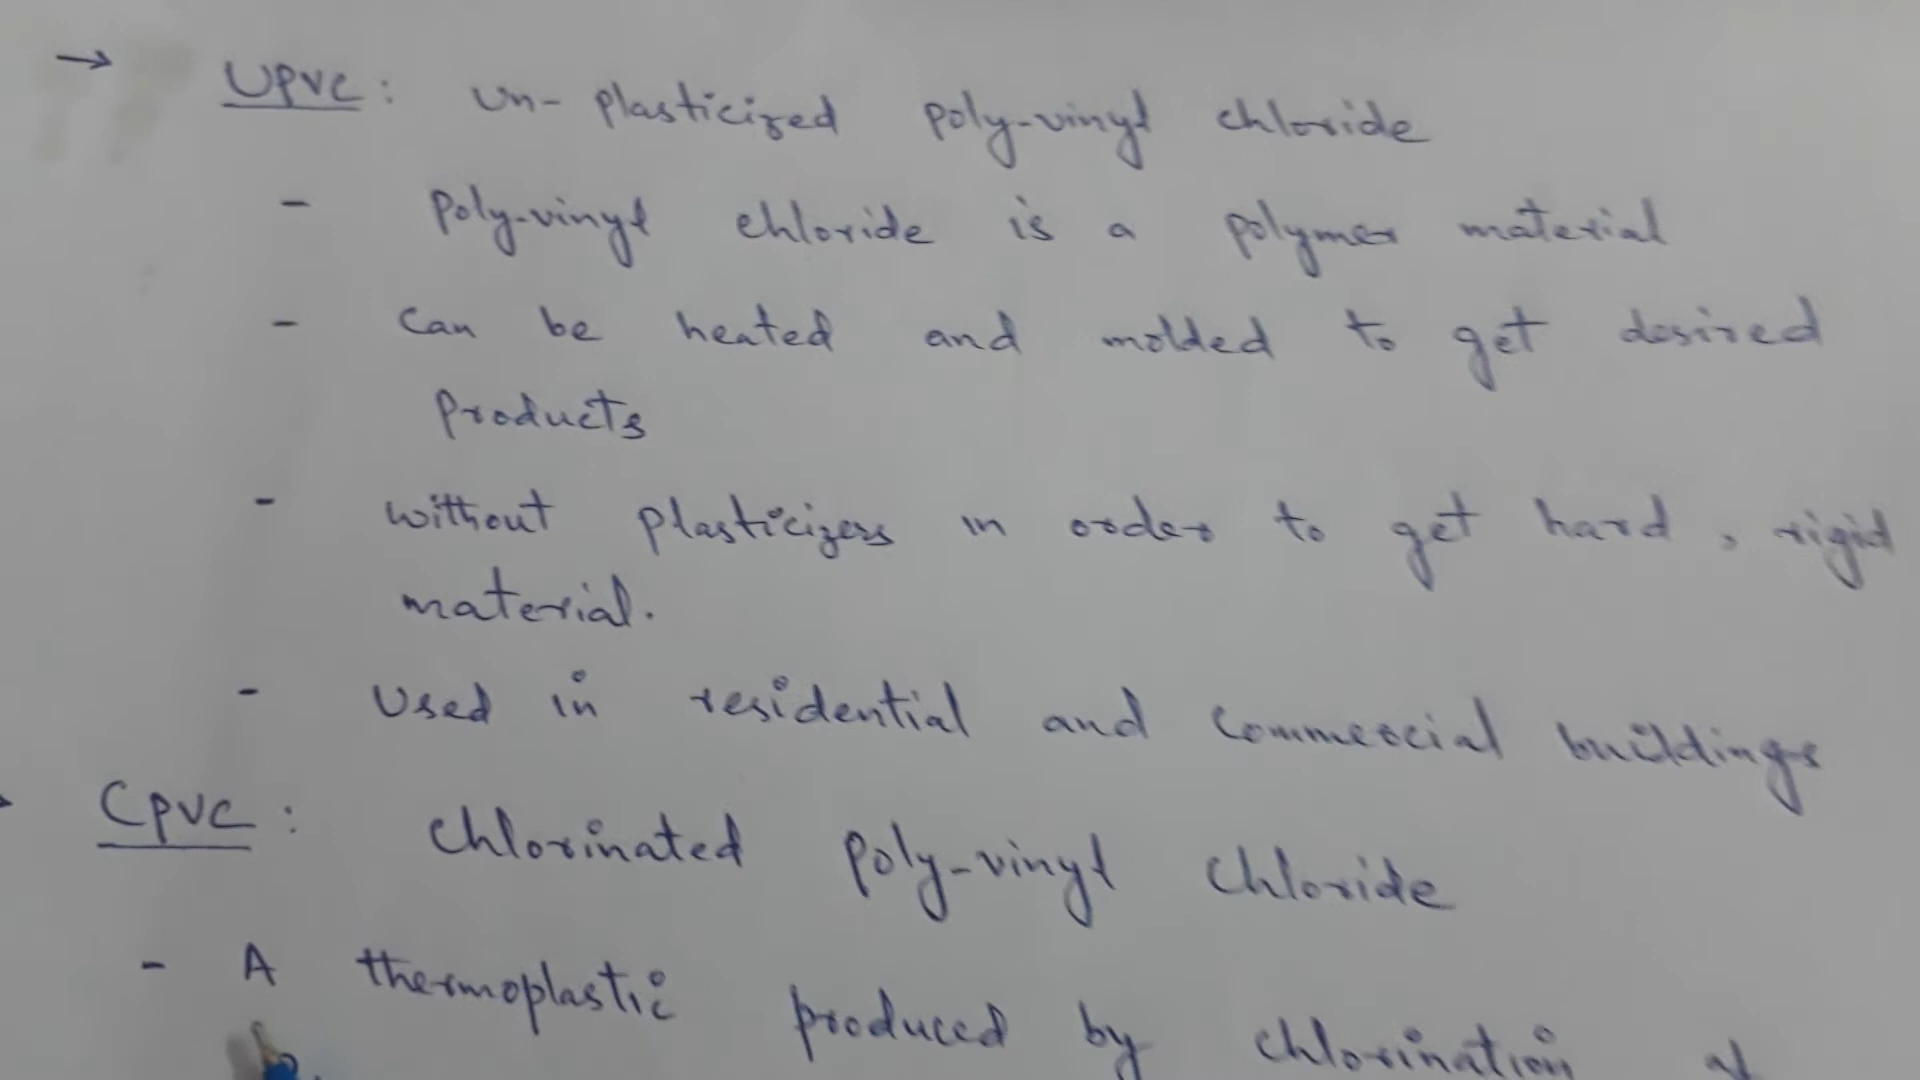 → UPVC : Un-plasticized poly-vinyl chloride
- poly-vinyl chloride is a polymer material
- Can be heated and molded to get desired
products
- without plasticizers in order to get hard, rigid
material.
- Used in residential and Commercial buildings
CPVC : Chlorinated poly-vinyl Chloride
- A thermoplastic produced by chlorination